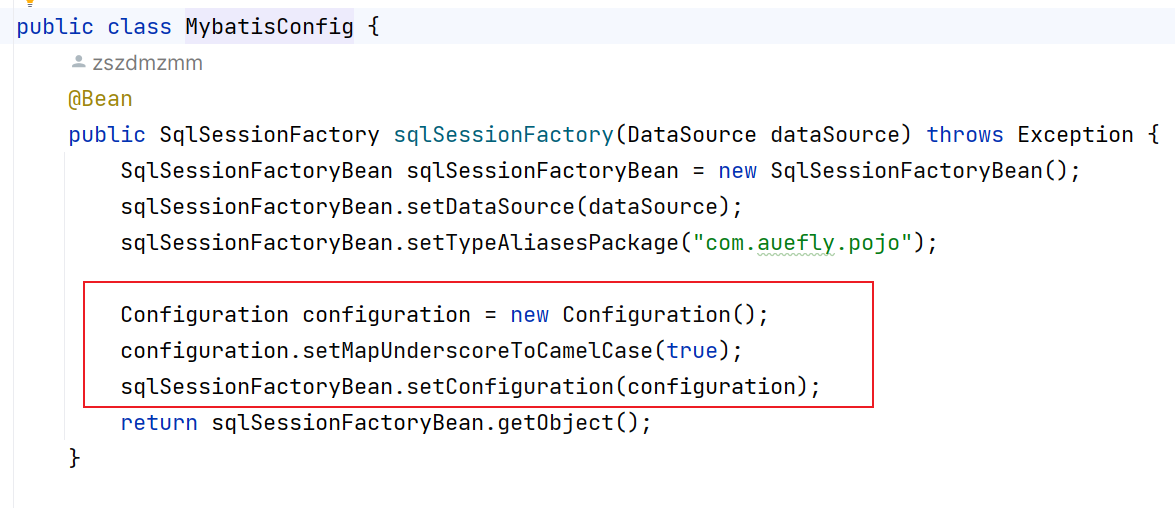 public class MybatisConfig {
zszdmzmm
@Bean
public SqlSessionFactory sqlSessionFactory(DataSource dataSource) throws Exception {
SqlSessionFactoryBean sqlSessionFactoryBean = new SqlSessionFactoryBean();
sqlSessionFactoryBean.setDataSource(dataSource);
sqlSessionFactoryBean.setTypeAliasesPackage("com.auefly.pojo");
Configuration configuration = new Configuration();
configuration.setMapUnderscoreToCamelCase(true);
sqlSessionFactoryBean.setConfiguration(configuration);
return sqlSessionFactoryBean.getObject();
}